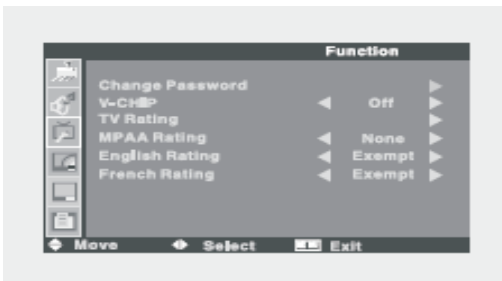 Function
Change Password
V-CHIP Off
TV Rating
MPAA Rating None
English Rating Exempt
French Rating Exempt
Move Select Exit